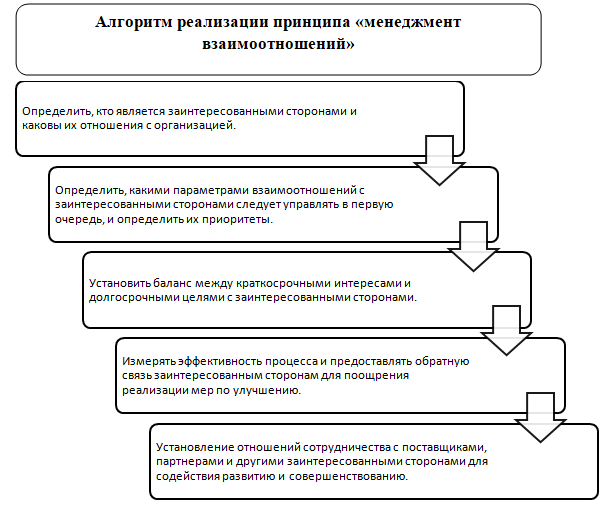 Алгоритм реализации принципа «менеджмент
взаимоотношений»
Определить, кто является заинтересованными сторонами и
каковы их отношения с организацией.
Определить, какими параметрами взаимоотношений с
заинтересованными сторонами следует управлять в первую
очередь, и определить их приоритеты.
Установить баланс между краткосрочными интересами и
долгосрочными целями с заинтересованными сторонами.
Измерять эффективность процесса и предоставлять обратную
связь заинтересованным сторонам для поощрения
реализации мер по улучшению.
Установление отношений сотрудничества с поставщиками,
партнерами и другими заинтересованными сторонами для
содействия развитию и совершенствованию.